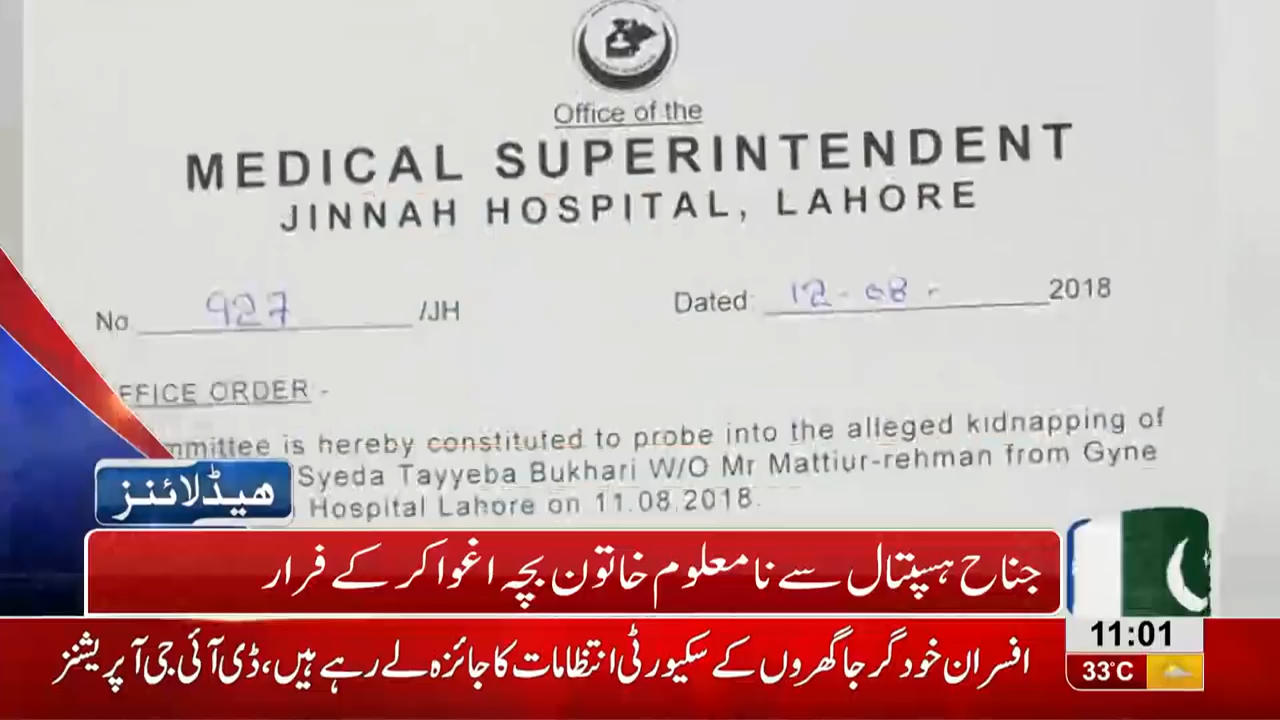 Office of the
MEDICAL SUPERINTENDENT
JINNAH HOSPITAL, LAHORE
No 927 /JH Dated: 12-08- 2018
FFICE ORDER -
mmittee is hereby constituted to probe into the alleged kidnapping of
Syeda Tayyeba Bukhari W/O Mr Mattiur-rehman from Gyne
Hospital Lahore on 11.08.2018.
ھیڈلائنز
جناح ہسپتال سے نامعلوم خاتون بچہ اغوا کر کے فرار
11:01
افسران خود گرجا گھروں کے سکیورٹی انتظامات کا جائزہ لے رہے ہیں، ڈی آئی جی آپریشنز
33°C